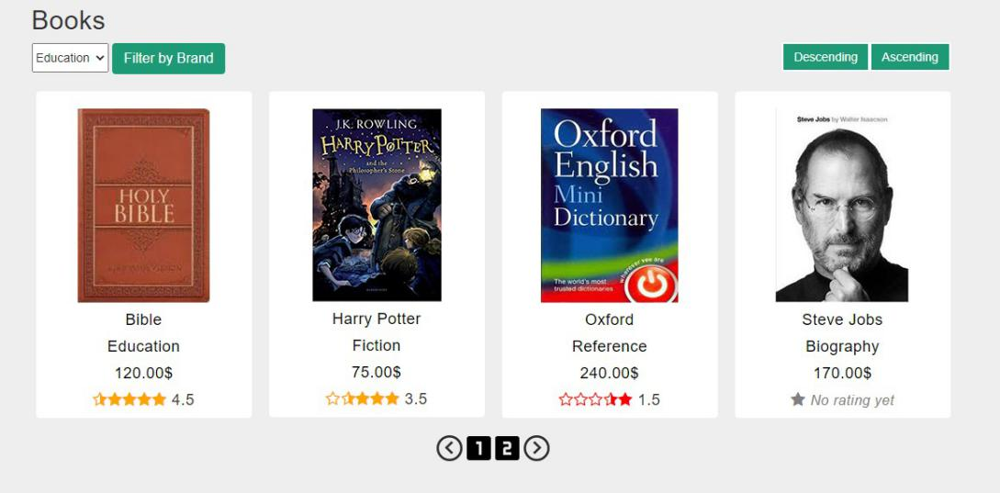 Books
Education
Filter by Brand
Descending
Ascending
HOLY
BIBLE
Bible
Education
120.00$
4.5
J.K. ROWLING
HARRY POTTER
and the
Philosopher's Stone
Harry Potter
Fiction
75.00$
3.5
Oxford
English
Mini
Dictionary
The world's most
trusted dictionaries
wherever you are
Oxford
Reference
240.00$
1.5
Steve Jobs by Walter Isaacson
Steve Jobs
Biography
170.00$
No rating yet
1 2